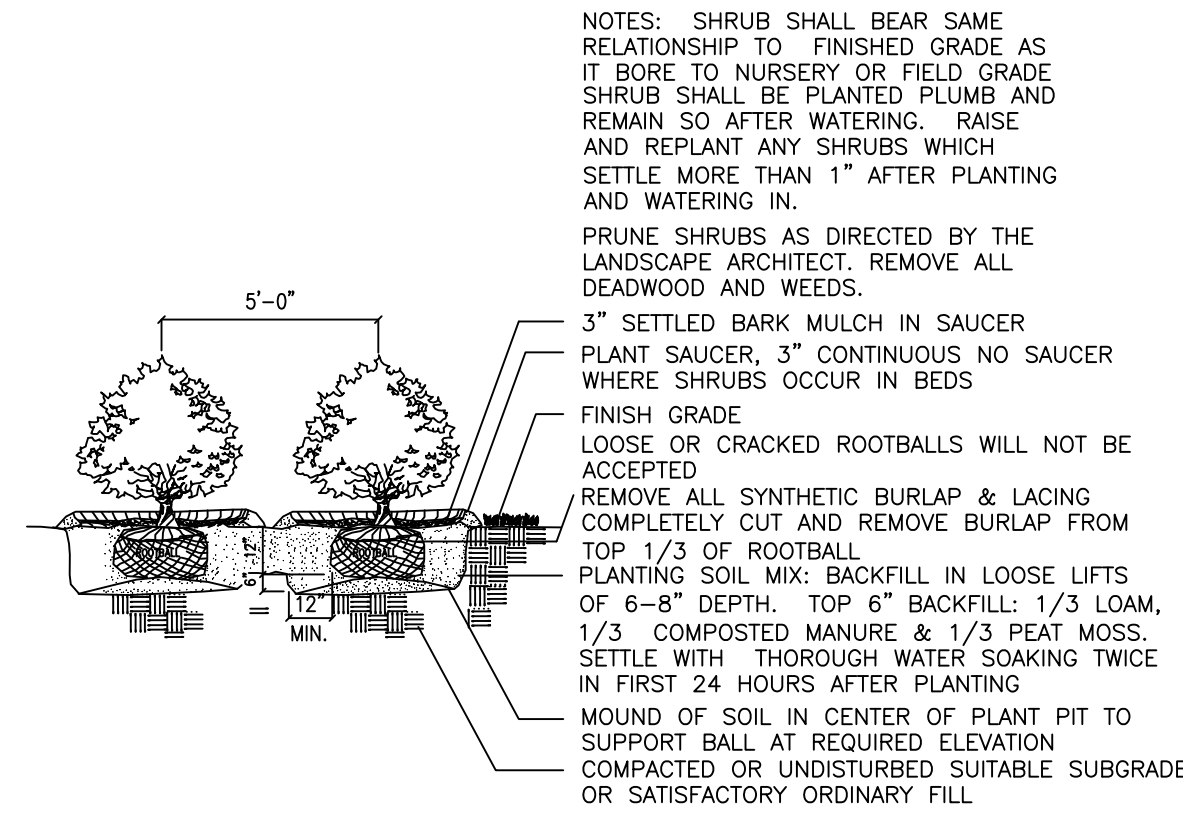 NOTES: SHRUB SHALL BEAR SAME
RELATIONSHIP TO FINISHED GRADE AS
IT BORE TO NURSERY OR FIELD GRADE
SHRUB SHALL BE PLANTED PLUMB AND
REMAIN SO AFTER WATERING. RAISE
AND REPLANT ANY SHRUBS WHICH
SETTLE MORE THAN 1" AFTER PLANTING
AND WATERING IN.
PRUNE SHRUBS AS DIRECTED BY THE
LANDSCAPE ARCHITECT. REMOVE ALL
DEADWOOD AND WEEDS.
5'-0"
3" SETTLED BARK MULCH IN SAUCER
PLANT SAUCER, 3" CONTINUOUS NO SAUCER
WHERE SHRUBS OCCUR IN BEDS
FINISH GRADE
LOOSE OR CRACKED ROOTBALLS WILL NOT BE
ACCEPTED
REMOVE ALL SYNTHETIC BURLAP & LACING
COMPLETELY CUT AND REMOVE BURLAP FROM
TOP 1/3 OF ROOTBALL
ROOTBALL
ROOTBALL
6"-12"
12"
MIN.
PLANTING SOIL MIX: BACKFILL IN LOOSE LIFTS
OF 6-8" DEPTH. TOP 6" BACKFILL: 1/3 LOAM,
1/3 COMPOSTED MANURE & 1/3 PEAT MOSS.
SETTLE WITH THOROUGH WATER SOAKING TWICE
IN FIRST 24 HOURS AFTER PLANTING
MOUND OF SOIL IN CENTER OF PLANT PIT TO
SUPPORT BALL AT REQUIRED ELEVATION
COMPACTED OR UNDISTURBED SUITABLE SUBGRADE
OR SATISFACTORY ORDINARY FILL